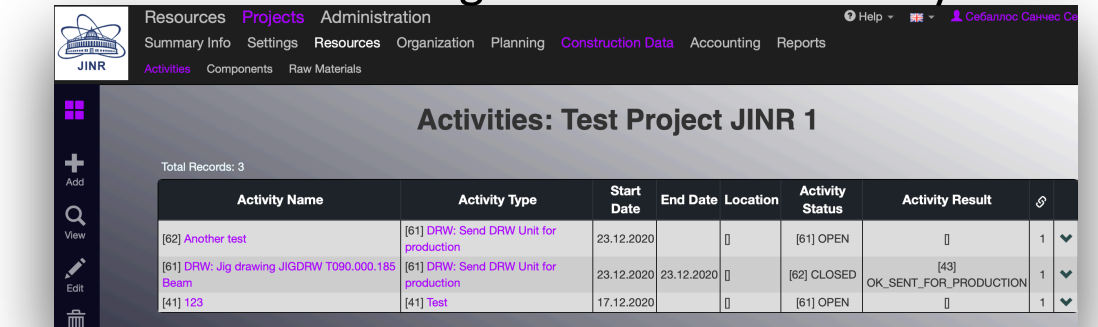 Resources Projects Administration
Help
Себаллос Санчес Се
Summary Info Settings Resources Organization Planning Construction Data Accounting Reports
JINR
Activities Components Raw Materials
Activities: Test Project JINR 1
Total Records: 3
Add
View
Edit
Activity Name Activity Type Start Date End Date Location Activity Status Activity Result
[62] Another test [61] DRW: Send DRW Unit for production 23.12.2020 [] [61] OPEN [] 1
[61] DRW: Jig drawing JIGDRW T090.000.185 Beam [61] DRW: Send DRW Unit for production 23.12.2020 23.12.2020 [] [62] CLOSED [43] OK_SENT_FOR_PRODUCTION 1
[41] 123 [41] Test 17.12.2020 [] [61] OPEN [] 1